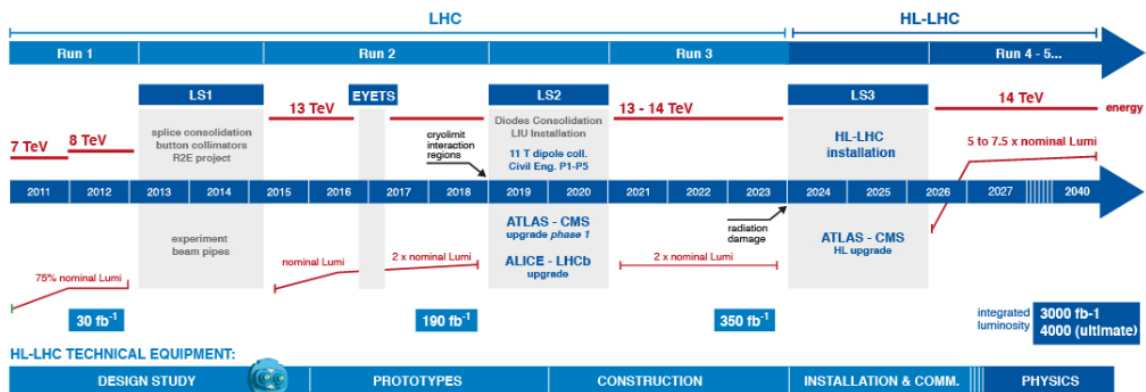 LHC
HL-LHC
Run 1
Run 2
Run 3
Run 4 - 5...
LS1
EYETS
LS2
LS3
7 TeV
8 TeV
13 TeV
13 - 14 TeV
14 TeV
energy
splice consolidation
button collimators
R2E project
cryolimit
interaction
regions
Diodes Consolidation
LIU Installation
11 T dipole coll.
Civil Eng. P1-P5
HL-LHC
installation
5 to 7.5 x nominal Lumi
2011 2012 2013 2014 2015 2016 2017 2018 2019 2020 2021 2022 2023 2024 2025 2026 2027 2040
experiment
beam pipes
ATLAS - CMS
upgrade phase 1
ALICE - LHCb
upgrade
radiation
damage
ATLAS - CMS
HL upgrade
75% nominal Lumi
nominal Lumi
2 x nominal Lumi
2 x nominal Lumi
30 fb⁻¹
190 fb⁻¹
350 fb⁻¹
integrated
luminosity
3000 fb-1
4000 (ultimate)
HL-LHC TECHNICAL EQUIPMENT:
DESIGN STUDY
PROTOTYPES
CONSTRUCTION
INSTALLATION & COMM.
PHYSICS